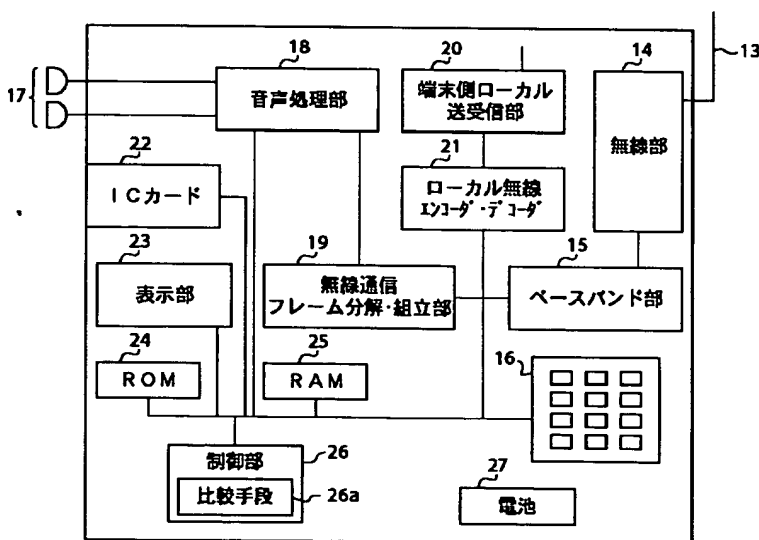 18
音声処理部
17
20
端末側ローカル
送受信部
14
無線部
13
22
ICカード
21
ローカル無線
エンコーダ・デコーダ
23
表示部
19
無線通信
フレーム分解・組立部
15
ベースバンド部
24
ROM
25
RAM
16
制御部
26
比較手段
26a
27
電池